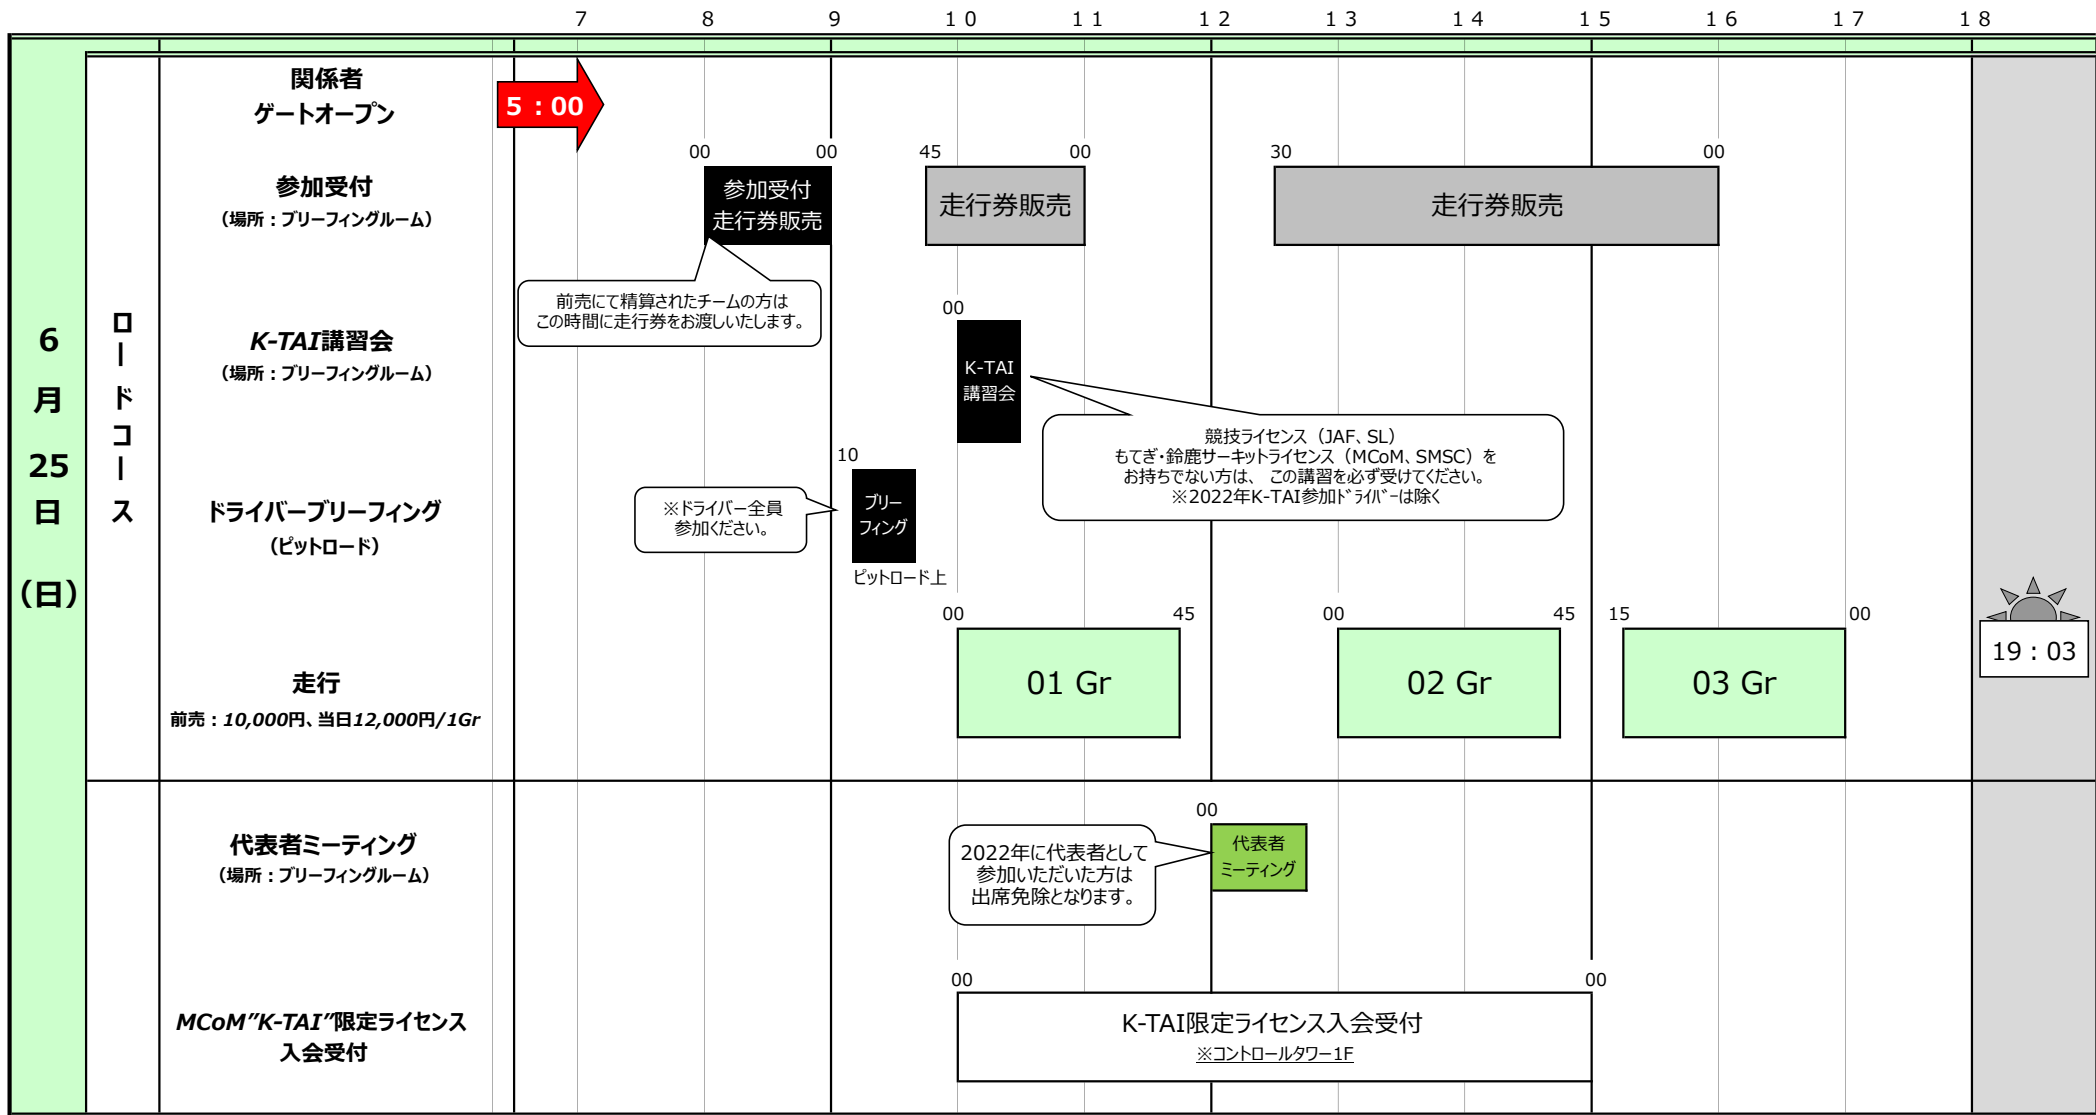 7 8 9 10 11 12 13 14 15 16 17 18
6
月
25
日
（日）
ロードコース
関係者
ゲートオープン
5：00
参加受付
（場所：ブリーフィングルーム）
00 00
参加受付
走行券販売
45 00
走行券販売
30 00
走行券販売
前売にて精算されたチームの方は
この時間に走行券をお渡しいたします。
K-TAI講習会
（場所：ブリーフィングルーム）
00
K-TAI
講習会
競技ライセンス（JAF、SL）
もてぎ・鈴鹿サーキットライセンス（MCoM、SMSC）を
お持ちでない方は、この講習を必ず受けてください。
※2022年K-TAI参加ﾄﾞﾗｲﾊﾞｰは除く
ドライバーブリーフィング
（ピットロード）
※ドライバー全員
参加ください。
10
ブリー
フィング
ピットロード上
走行
前売：10,000円、当日12,000円/1Gr
00 45
01 Gr
00 45
02 Gr
15 00
03 Gr
19：03
代表者ミーティング
（場所：ブリーフィングルーム）
2022年に代表者として
参加いただいた方は
出席免除となります。
00
代表者
ミーティング
MCoM"K-TAI"限定ライセンス
入会受付
00 00
K-TAI限定ライセンス入会受付
※コントロールタワー1F